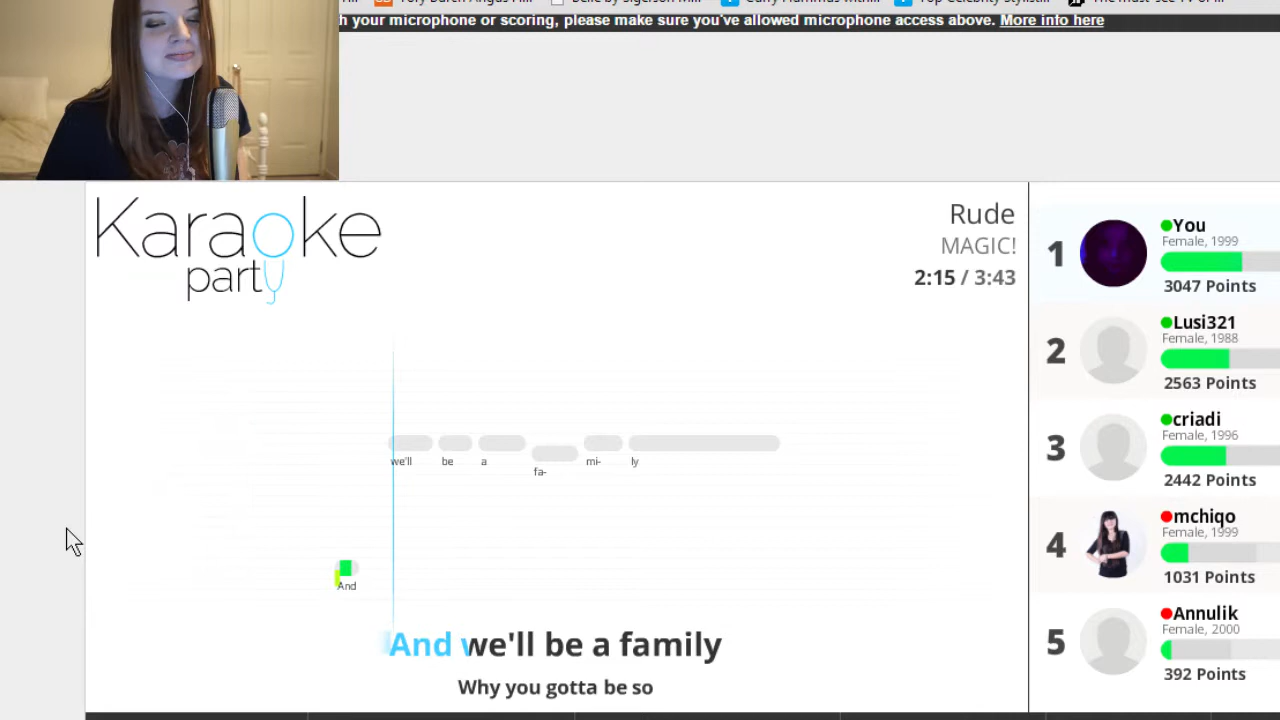 h your microphone or scoring, please make sure you've allowed microphone access above. More info here
Karaoke
party
Rude
MAGIC!
2:15 / 3:43
we'll be a fa- mi- ly
And
And we'll be a family
Why you gotta be so
1
You
Female, 1999
3047 Points
2
Lusi321
Female, 1988
2563 Points
3
criadi
Female, 1996
2442 Points
4
mchiqo
Female, 1999
1031 Points
5
Annulik
Female, 2000
392 Points